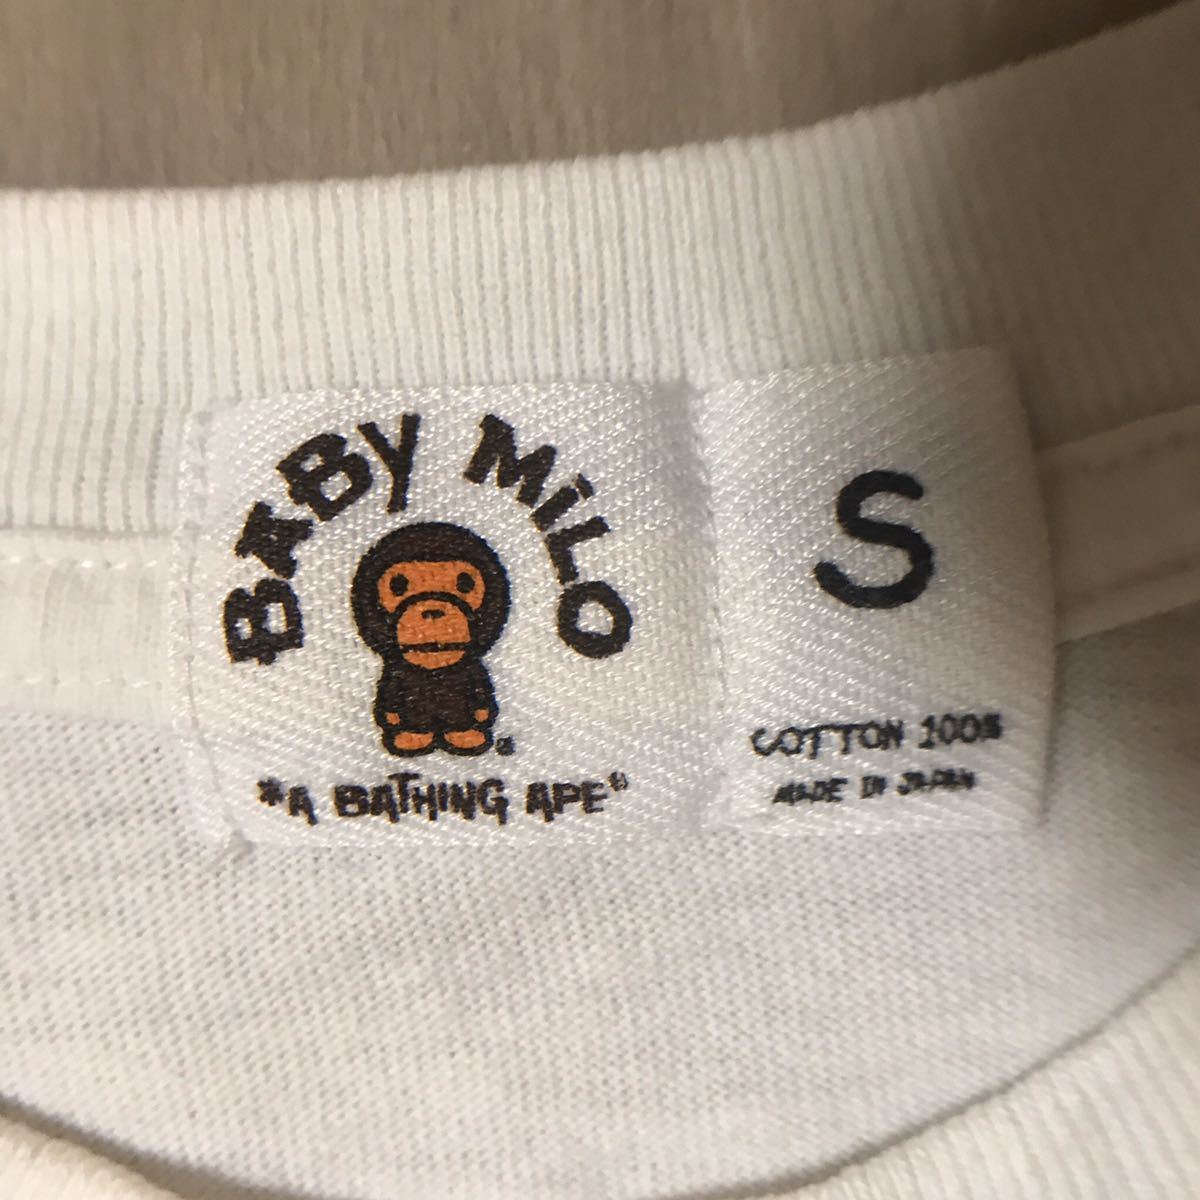 BABY MiLO
*A BATHING APE®
S
COTTON 100%
MADE IN JAPAN